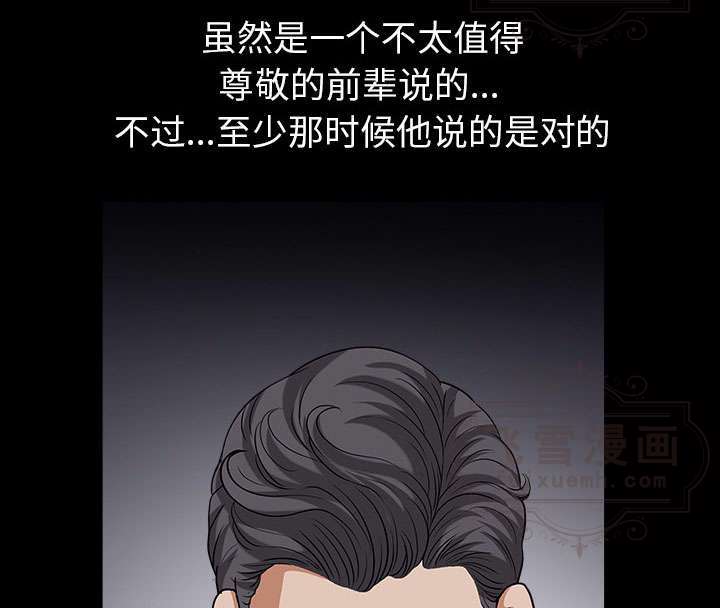 虽然是一个不太值得
尊敬的前辈说的...
不过...至少那时候他说的是对的
飞雪漫画
xuemh.com